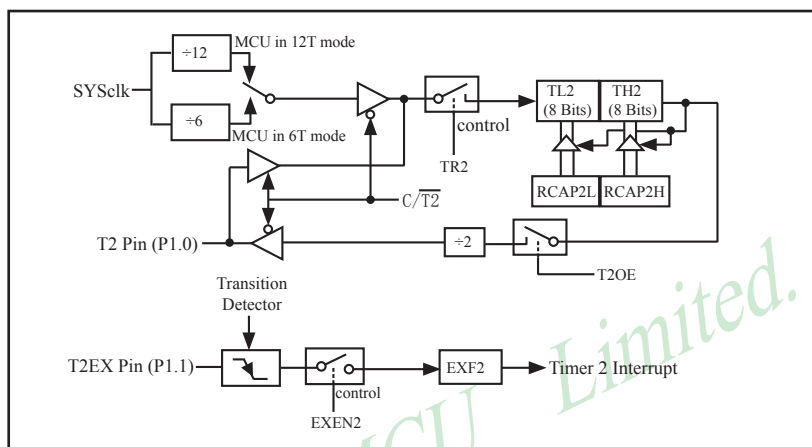 ÷12
MCU in 12T mode
SYSclk
÷6
MCU in 6T mode
TL2
(8 Bits)
TH2
(8 Bits)
control
TR2
RCAP2L
RCAP2H
C/T2
T2 Pin (P1.0)
÷2
T2OE
Transition
Detector
T2EX Pin (P1.1)
control
EXEN2
EXF2
Timer 2 Interrupt
MCU Limited.